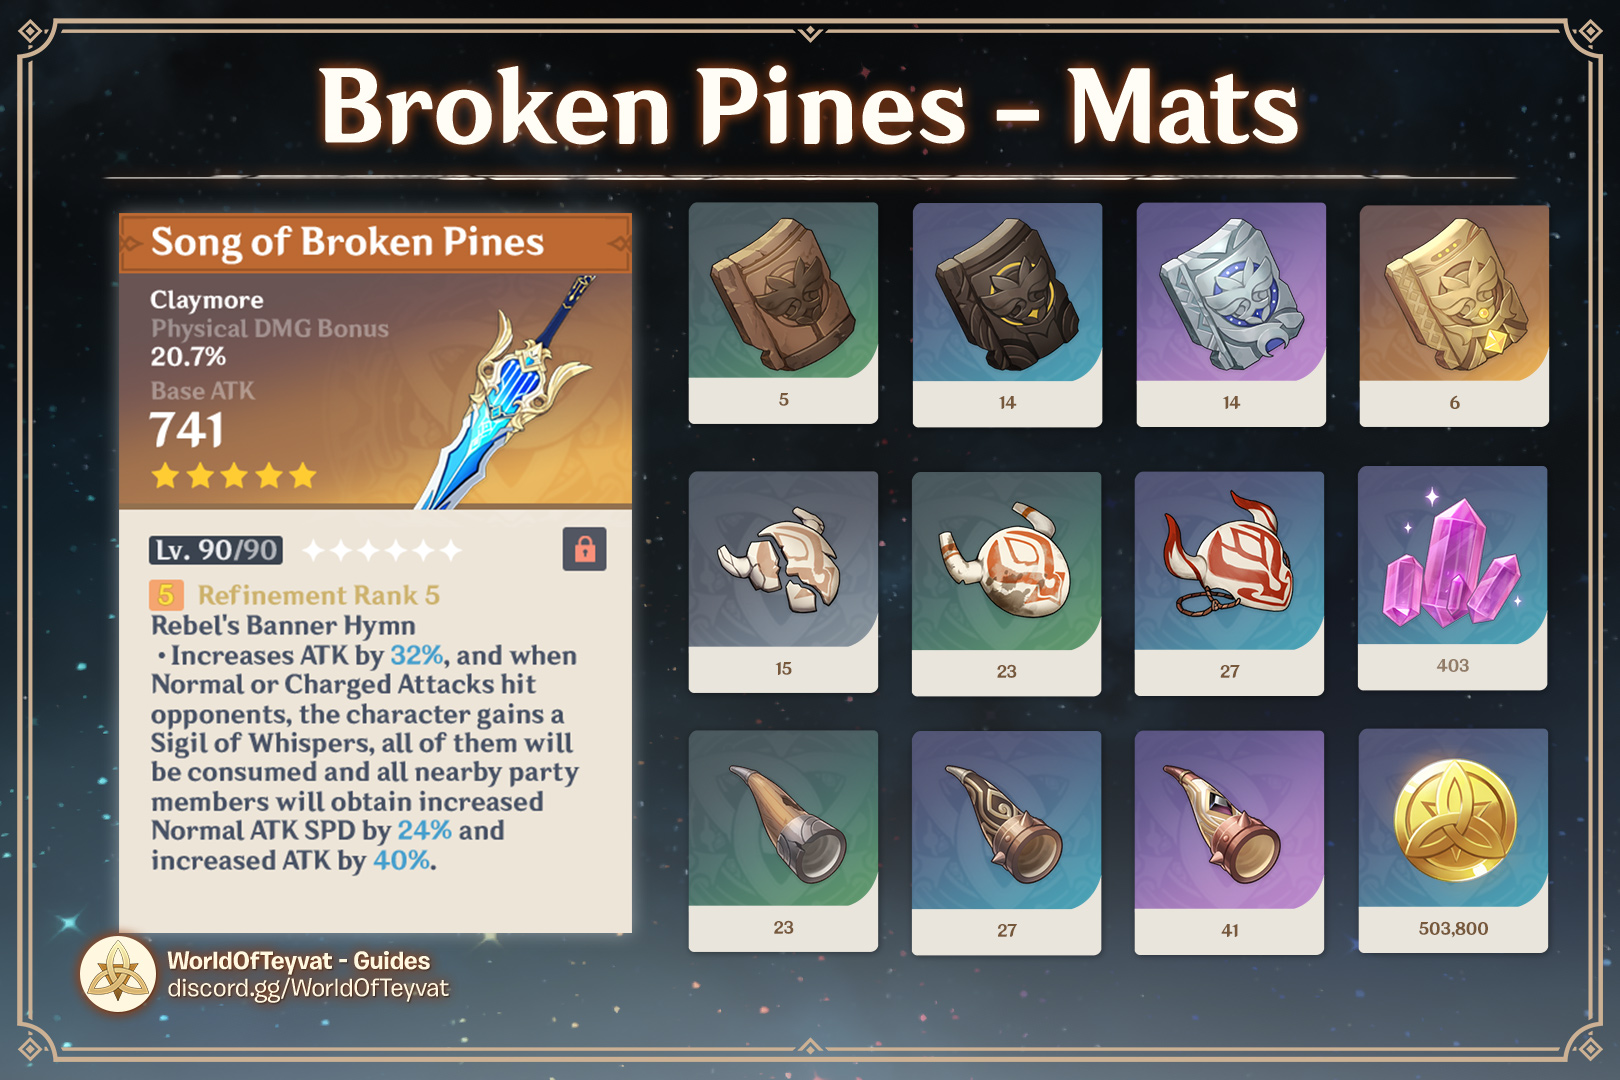 Broken Pines - Mats
Song of Broken Pines
Claymore
Physical DMG Bonus
20.7%
Base ATK
741
Lv. 90/90
5 Refinement Rank 5
Rebel's Banner Hymn
• Increases ATK by 32%, and when
Normal or Charged Attacks hit
opponents, the character gains a
Sigil of Whispers, all of them will
be consumed and all nearby party
members will obtain increased
Normal ATK SPD by 24% and
increased ATK by 40%.
5
14
14
6
15
23
27
403
23
27
41
503,800
WorldOfTeyvat - Guides
discord.gg/WorldOfTeyvat